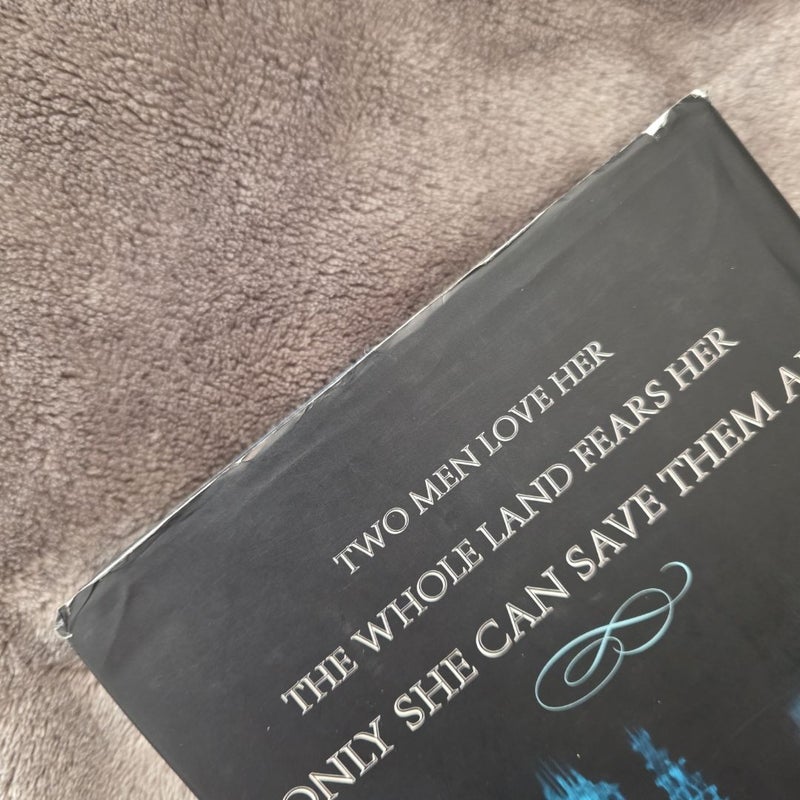 TWO MEN LOVE HER
THE WHOLE LAND FEARS HER
ONLY SHE CAN SAVE THEM